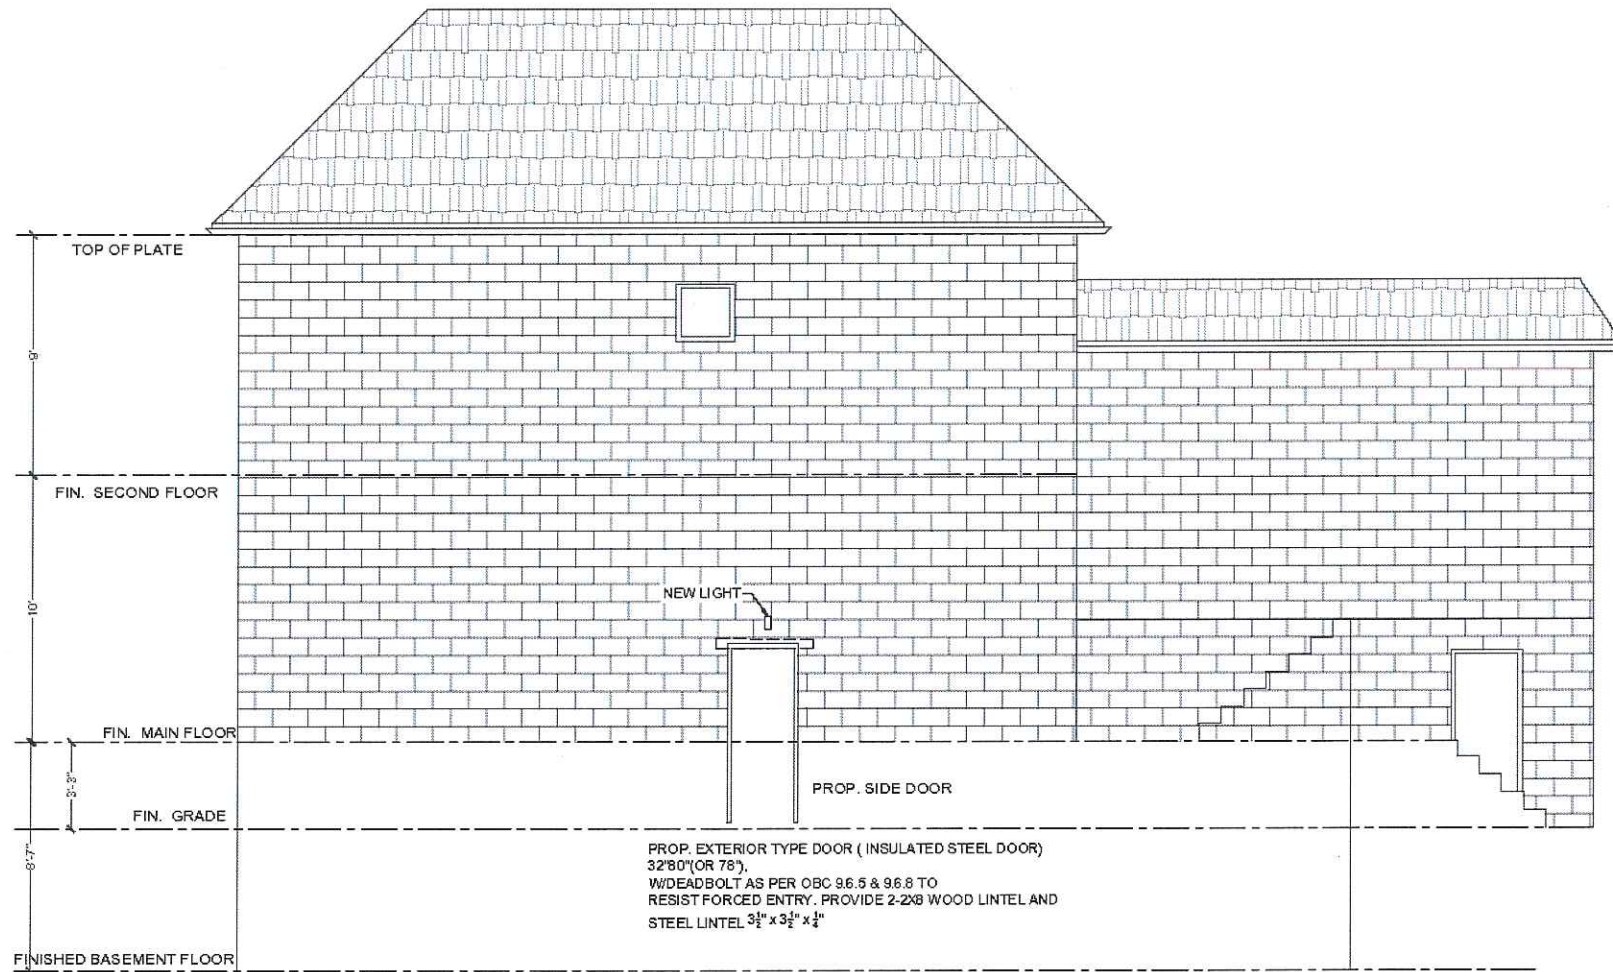 TOP OF PLATE
9'
FIN. SECOND FLOOR
NEW LIGHT
10'
FIN. MAIN FLOOR
3'-3"
PROP. SIDE DOOR
FIN. GRADE
8'-7"
PROP. EXTERIOR TYPE DOOR ( INSULATED STEEL DOOR)
32"80"(OR 78"),
W/DEADBOLT AS PER OBC 9.6.5 & 9.6.8 TO
RESIST FORCED ENTRY. PROVIDE 2-2X8 WOOD LINTEL AND
STEEL LINTEL 3½" x 3½" x ¼"
FINISHED BASEMENT FLOOR